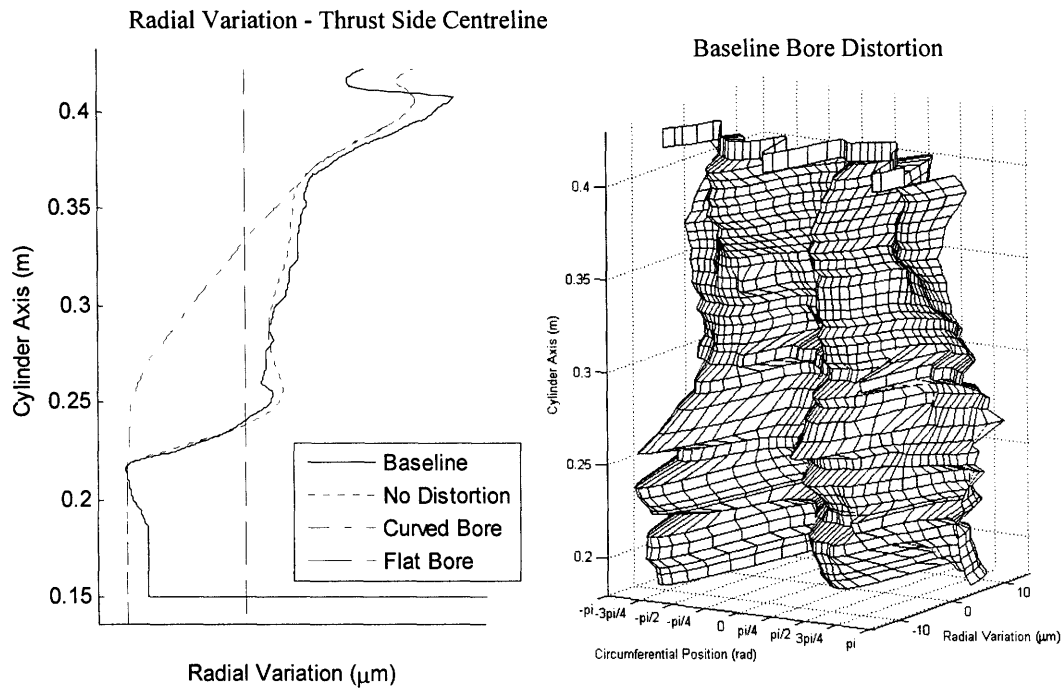 Radial Variation - Thrust Side Centreline
0.4
0.35
0.3
0.25
0.2
0.15
Cylinder Axis (m)
Baseline
No Distortion
Curved Bore
Flat Bore
Radial Variation (μm)
Baseline Bore Distortion
0.4
0.35
0.3
0.25
0.2
Cylinder Axis (m)
-pi
-3pi/4
-pi/2
-pi/4
0
pi/4
pi/2
3pi/4
pi
Circumferential Position (rad)
-10
0
10
Radial Variation (μm)